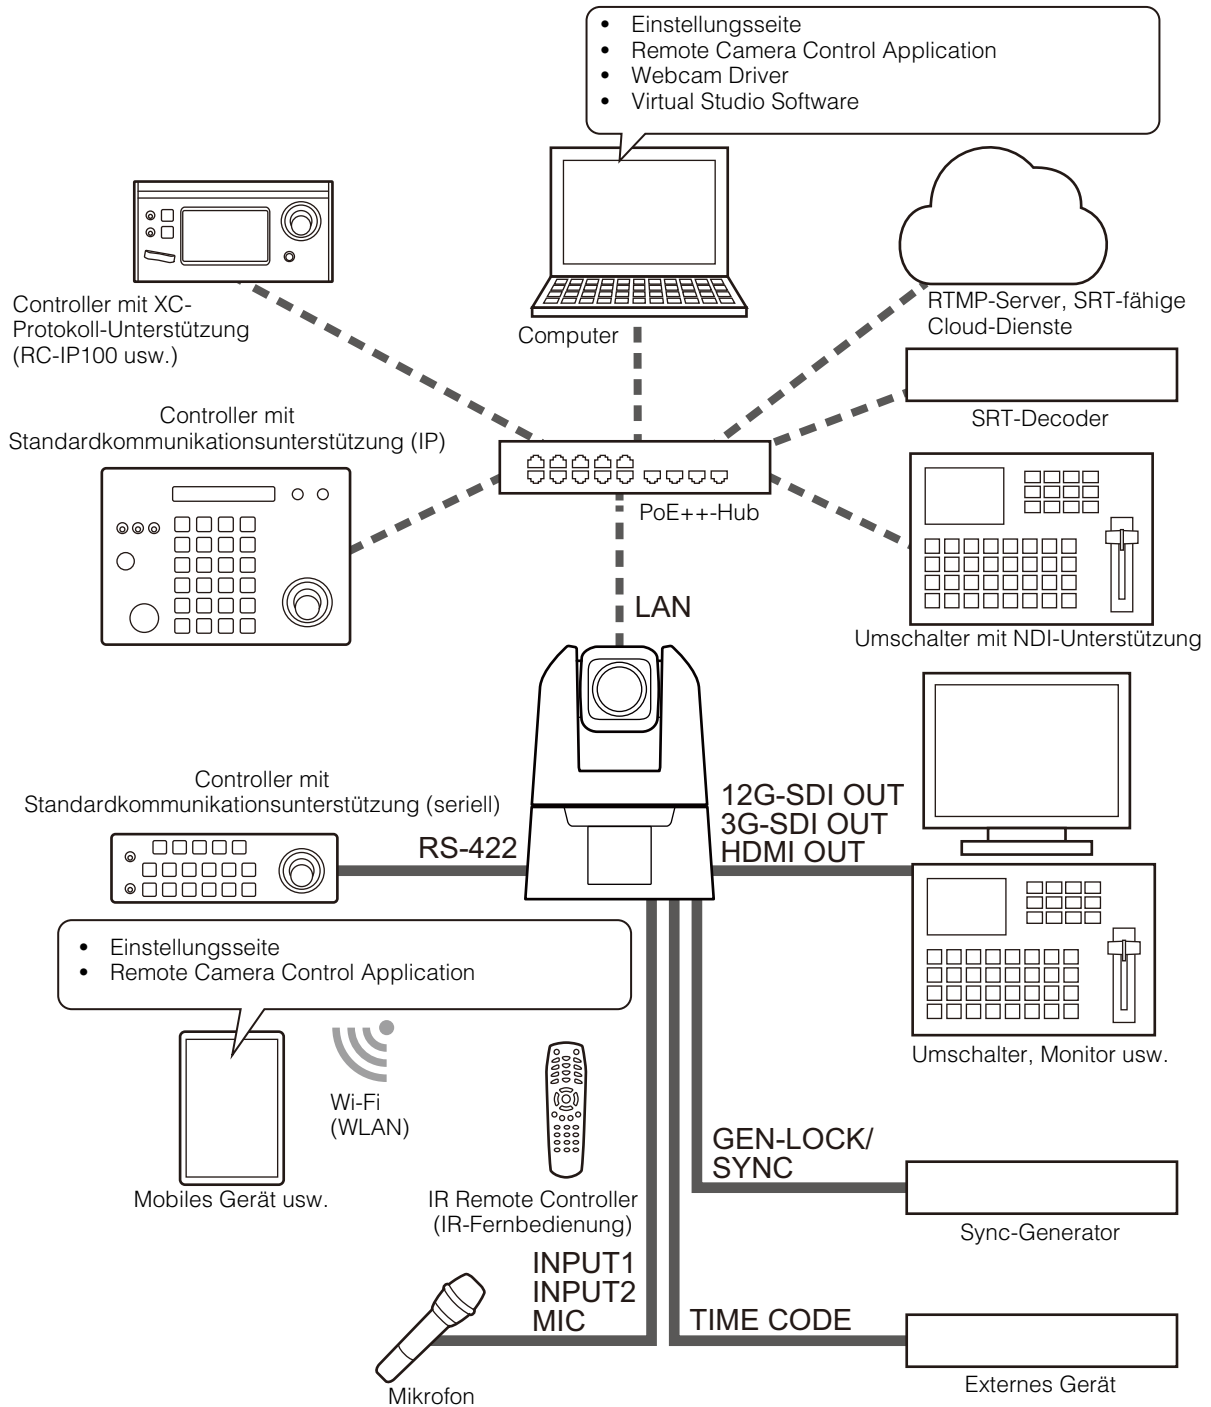 • Einstellungsseite
• Remote Camera Control Application
• Webcam Driver
• Virtual Studio Software
Controller mit XC-
Protokoll-Unterstützung
(RC-IP100 usw.)
Computer
RTMP-Server, SRT-fähige
Cloud-Dienste
SRT-Decoder
Controller mit
Standardkommunikationsunterstützung (IP)
PoE++-Hub
LAN
Umschalter mit NDI-Unterstützung
Controller mit
Standardkommunikationsunterstützung (seriell)
RS-422
12G-SDI OUT
3G-SDI OUT
HDMI OUT
• Einstellungsseite
• Remote Camera Control Application
Umschalter, Monitor usw.
Wi-Fi
(WLAN)
Mobiles Gerät usw.
IR Remote Controller
(IR-Fernbedienung)
GEN-LOCK/
SYNC
Sync-Generator
INPUT1
INPUT2
MIC
TIME CODE
Mikrofon
Externes Gerät